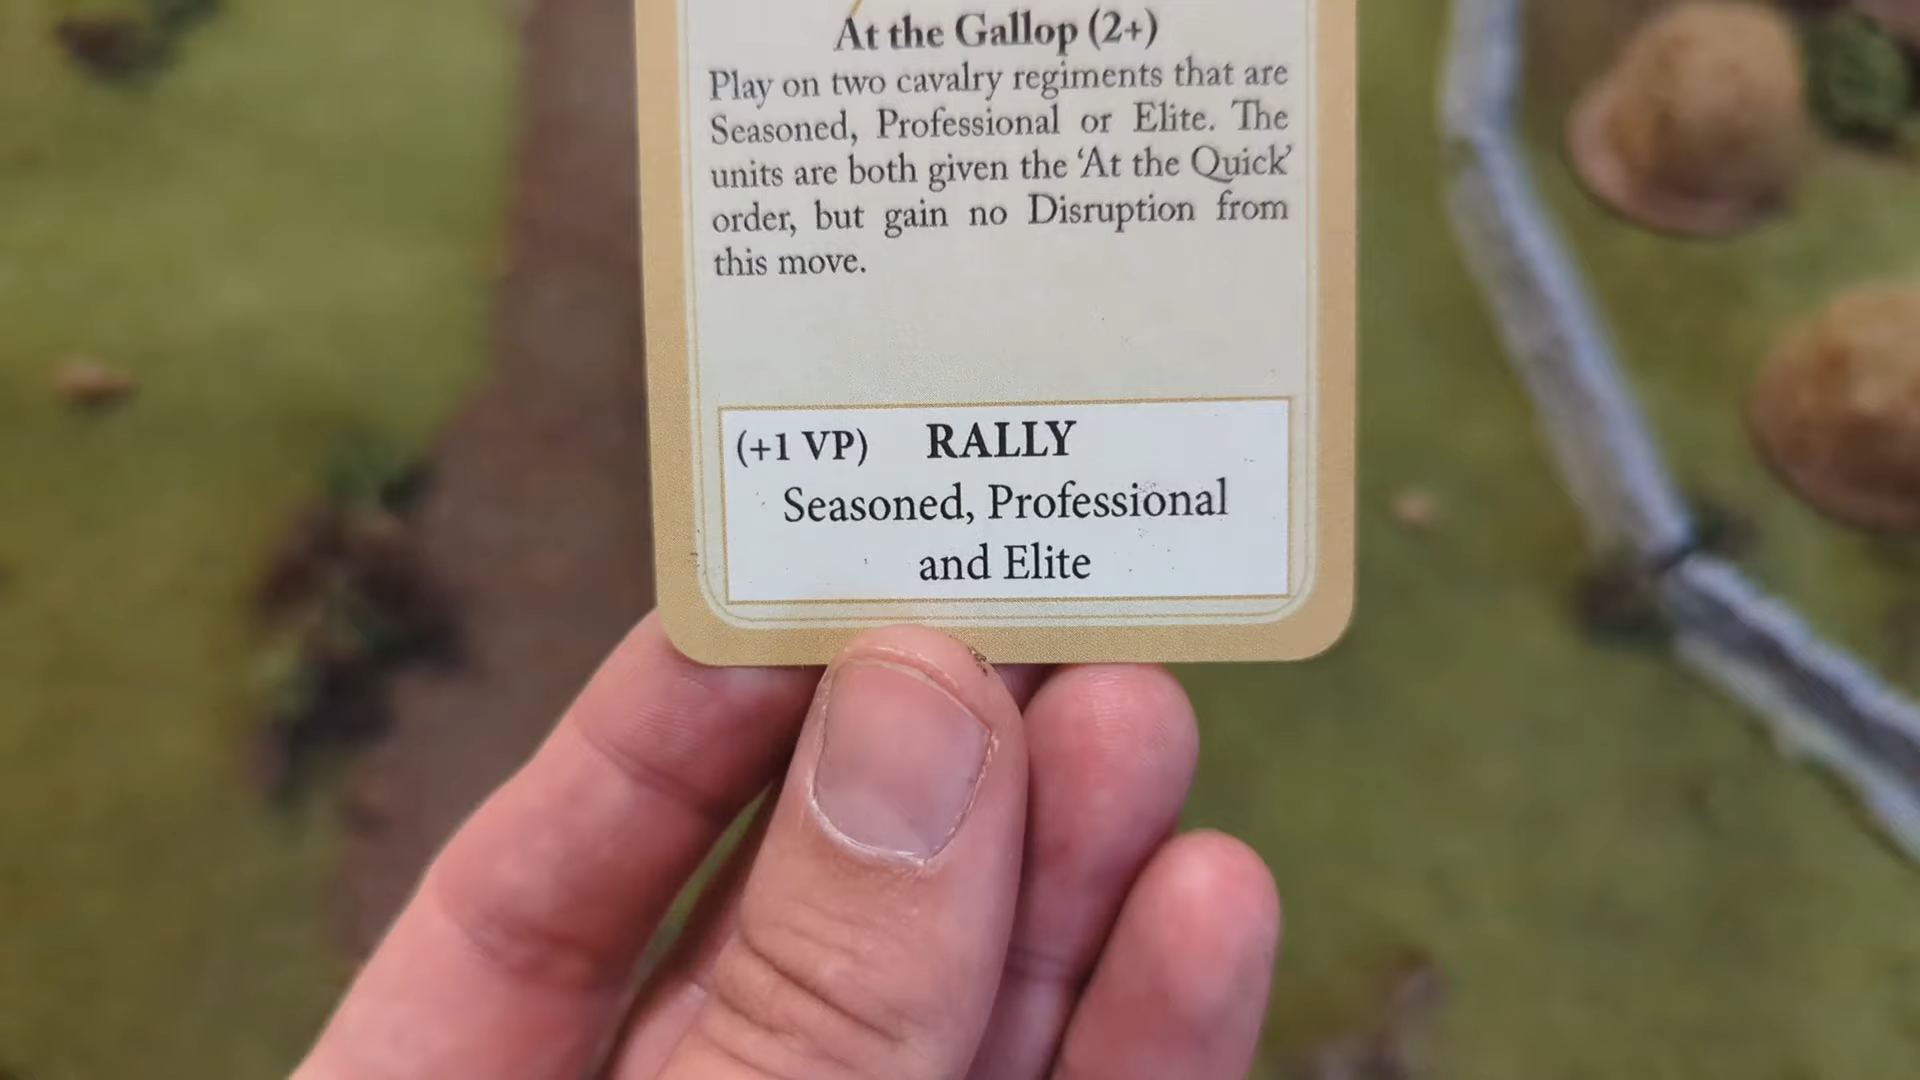 At the Gallop (2+)
Play on two cavalry regiments that are
Seasoned, Professional or Elite. The
units are both given the ‘At the Quick’
order, but gain no Disruption from
this move.
(+1 VP) RALLY
Seasoned, Professional
and Elite